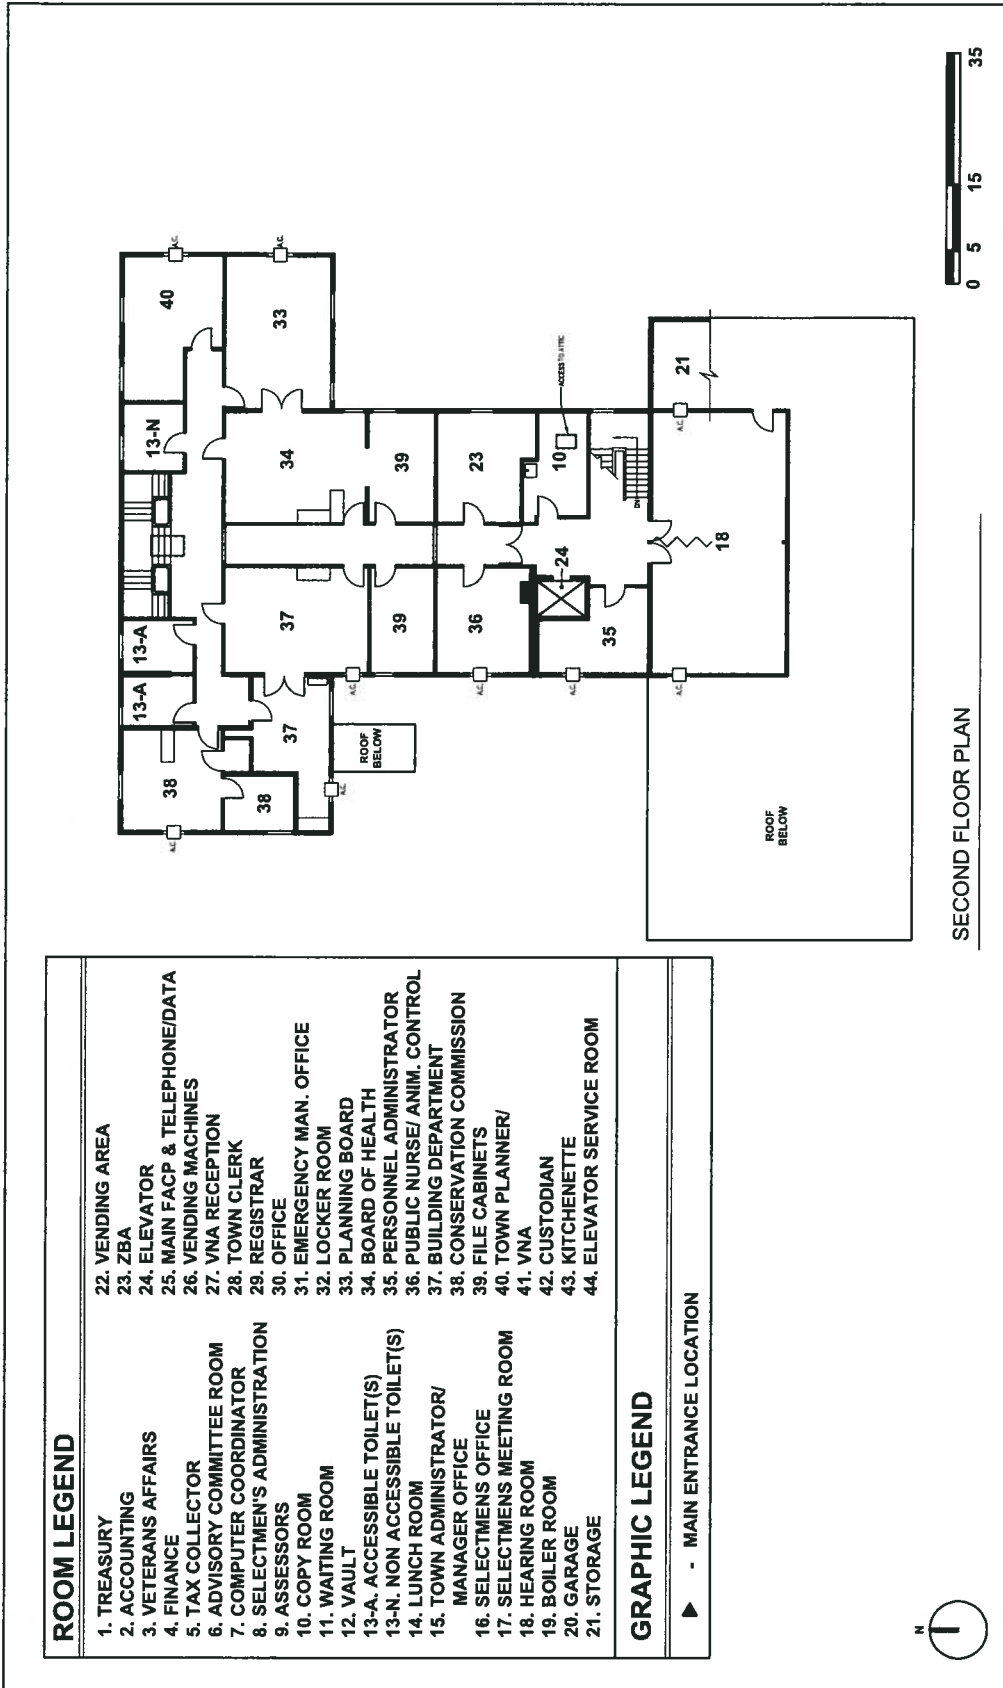 ROOM LEGEND
1. TREASURY
2. ACCOUNTING
3. VETERANS AFFAIRS
4. FINANCE
5. TAX COLLECTOR
6. ADVISORY COMMITTEE ROOM
7. COMPUTER COORDINATOR
8. SELECTMEN'S ADMINISTRATION
9. ASSESSORS
10. COPY ROOM
11. WAITING ROOM
12. VAULT
13-A. ACCESSIBLE TOILET(S)
13-N. NON ACCESSIBLE TOILET(S)
14. LUNCH ROOM
15. TOWN ADMINISTRATOR/
MANAGER OFFICE
16. SELECTMENS OFFICE
17. SELECTMENS MEETING ROOM
18. HEARING ROOM
19. BOILER ROOM
20. GARAGE
21. STORAGE
22. VENDING AREA
23. ZBA
24. ELEVATOR
25. MAIN FACP & TELEPHONE/DATA
26. VENDING MACHINES
27. VNA RECEPTION
28. TOWN CLERK
29. REGISTRAR
30. OFFICE
31. EMERGENCY MAN. OFFICE
32. LOCKER ROOM
33. PLANNING BOARD
34. BOARD OF HEALTH
35. PERSONNEL ADMINISTRATOR
36. PUBLIC NURSE/ ANIM. CONTROL
37. BUILDING DEPARTMENT
38. CONSERVATION COMMISSION
39. FILE CABINETS
40. TOWN PLANNER/
41. VNA
42. CUSTODIAN
43. KITCHENETTE
44. ELEVATOR SERVICE ROOM
GRAPHIC LEGEND
- MAIN ENTRANCE LOCATION
N
38
13-A
13-A
13-N
40
A.C.
A.C.
38
37
37
34
33
A.C.
A.C.
A.C.
ROOF
BELOW
39
39
36
23
A.C.
24
10
ACCESS TO ATTIC
35
DN
A.C.
A.C.
18
21
A.C.
ROOF
BELOW
SECOND FLOOR PLAN
0 5 15 35